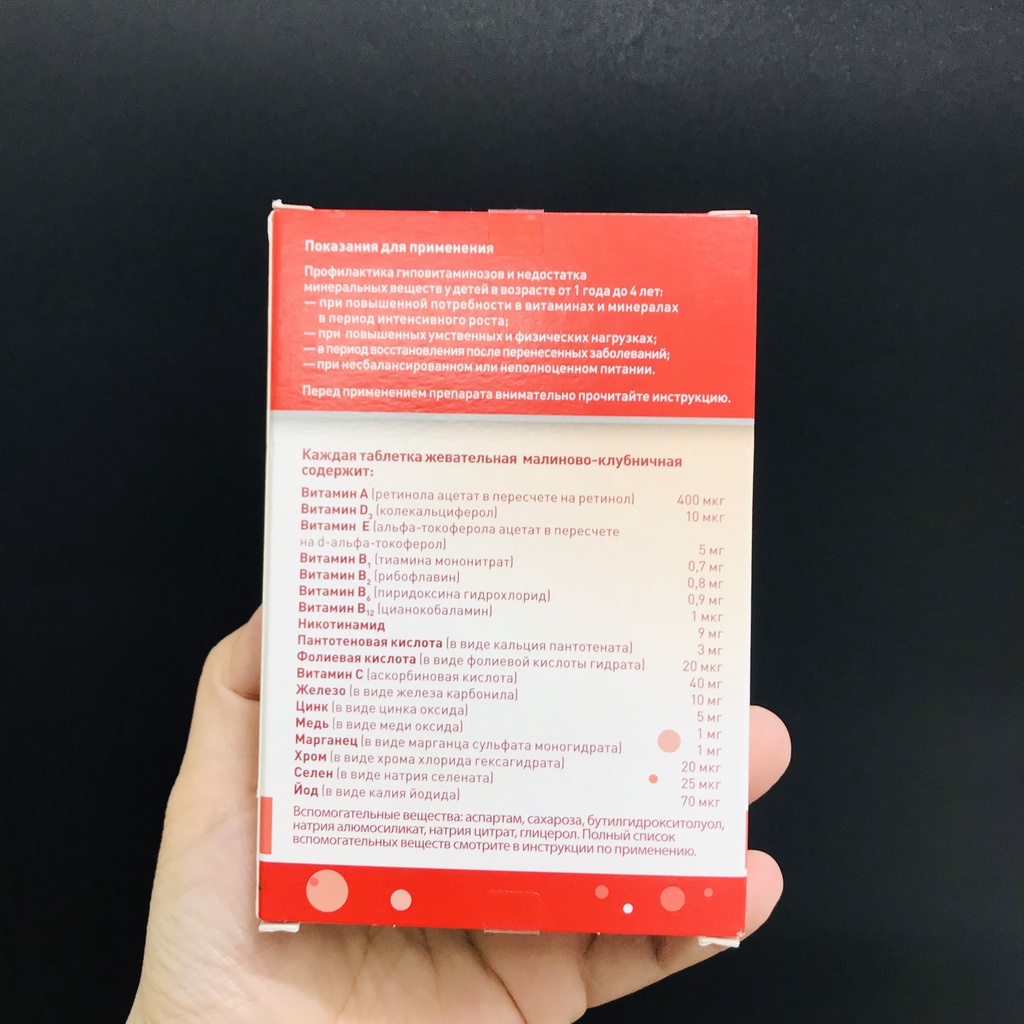 Показания для применения
Профилактика гиповитаминозов и недостатка
минеральных веществ у детей в возрасте от 1 года до 4 лет:
— при повышенной потребности в витаминах и минералах
в период интенсивного роста;
— при повышенных умственных и физических нагрузках;
— в период восстановления после перенесенных заболеваний;
— при несбалансированном или неполноценном питании.
Перед применением препарата внимательно прочитайте инструкцию.
Каждая таблетка жевательная малиново-клубничная
содержит:
Витамин А (ретинола ацетат в пересчете на ретинол) 400 мкг
Витамин D3 (колекальциферол) 10 мкг
Витамин Е (альфа-токоферола ацетат в пересчете
на d-альфа-токоферол) 5 мг
Витамин В1 (тиамина мононитрат) 0,7 мг
Витамин В2 (рибофлавин) 0,8 мг
Витамин В6 (пиридоксина гидрохлорид) 0,9 мг
Витамин В12 (цианокобаламин) 1 мкг
Никотинамид 9 мг
Пантотеновая кислота (в виде кальция пантотената) 3 мг
Фолиевая кислота (в виде фолиевой кислоты гидрата) 20 мкг
Витамин С (аскорбиновая кислота) 40 мг
Железо (в виде железа карбонила) 10 мг
Цинк (в виде цинка оксида) 5 мг
Медь (в виде меди оксида) 1 мг
Марганец (в виде марганца сульфата моногидрата) 1 мг
Хром (в виде хрома хлорида гексагидрата) 20 мкг
Селен (в виде натрия селената) 25 мкг
Йод (в виде калия йодида) 70 мкг
Вспомогательные вещества: аспартам, сахароза, бутилгидрокситолуол,
натрия алюмосиликат, натрия цитрат, глицерол. Полный список
вспомогательных веществ смотрите в инструкции по применению.